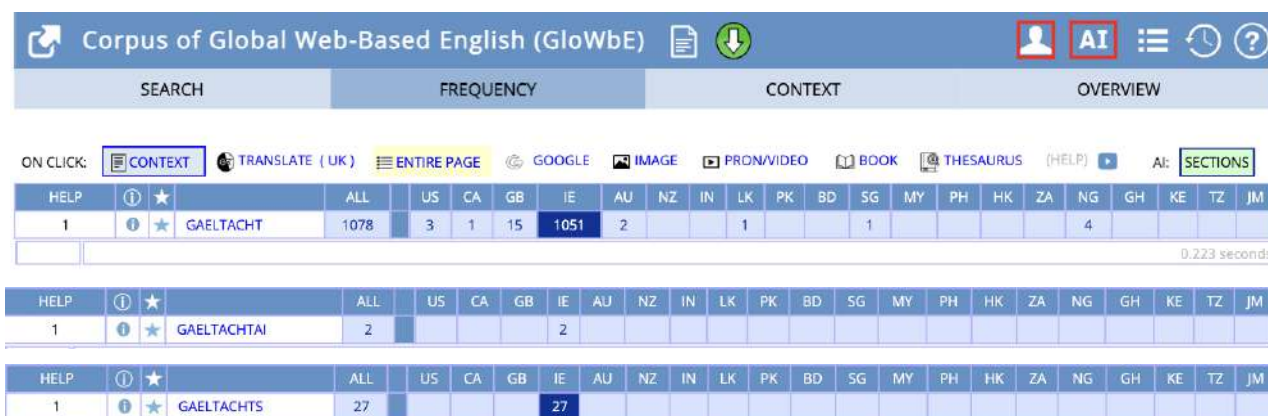 Corpus of Global Web-Based English (GloWbE) AI ?
SEARCH FREQUENCY CONTEXT OVERVIEW
ON CLICK: CONTEXT TRANSLATE ( UK ) ENTIRE PAGE GOOGLE IMAGE PRON/VIDEO BOOK THESAURUS (HELP) AI: SECTIONS
HELP ALL US CA GB IE AU NZ IN LK PK BD SG MY PH HK ZA NG GH KE TZ JM
1 GAELTACHT 1078 3 1 15 1051 2 1 1 4
0.223 seconds
HELP ALL US CA GB IE AU NZ IN LK PK BD SG MY PH HK ZA NG GH KE TZ JM
1 GAELTACHTAI 2 2
HELP ALL US CA GB IE AU NZ IN LK PK BD SG MY PH HK ZA NG GH KE TZ JM
1 GAELTACHTS 27 27